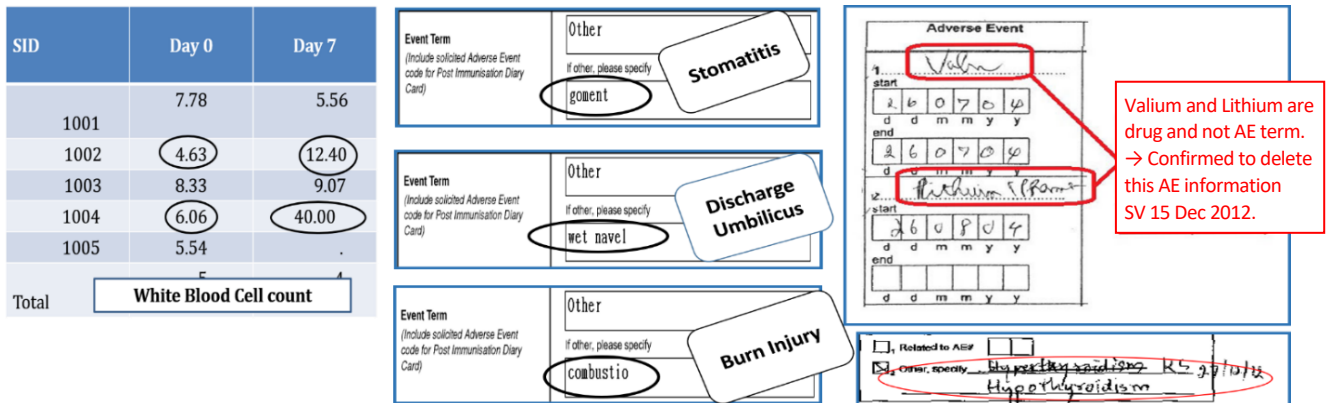 SID Day 0 Day 7
1001 7.78 5.56
1002 4.63 12.40
1003 8.33 9.07
1004 6.06 40.00
1005 5.54 .
Total 5 4
White Blood Cell count
Event Term
(Include solicited Adverse Event
code for Post Immunisation Diary
Card)
Other
If other, please specify
goment
Stomatitis
Event Term
(Include solicited Adverse Event
code for Post Immunisation Diary
Card)
Other
If other, please specify
wet navel
Discharge
Umbilicus
Event Term
(Include solicited Adverse Event
code for Post Immunisation Diary
Card)
Other
If other, please specify
combustio
Burn Injury
Adverse Event
1
start
2 6 0 7 0 4
d d m m y y
end
2 6 0 7 0 4
d d m m y y
2
start
2 6 0 8 0 4
d d m m y y
end
d d m m y y
Valium and Lithium are
drug and not AE term.
→ Confirmed to delete
this AE information
SV 15 Dec 2012.
1 Related to AE#
2 Other, specify Hyperthyroidism KS
Hypothyroidism